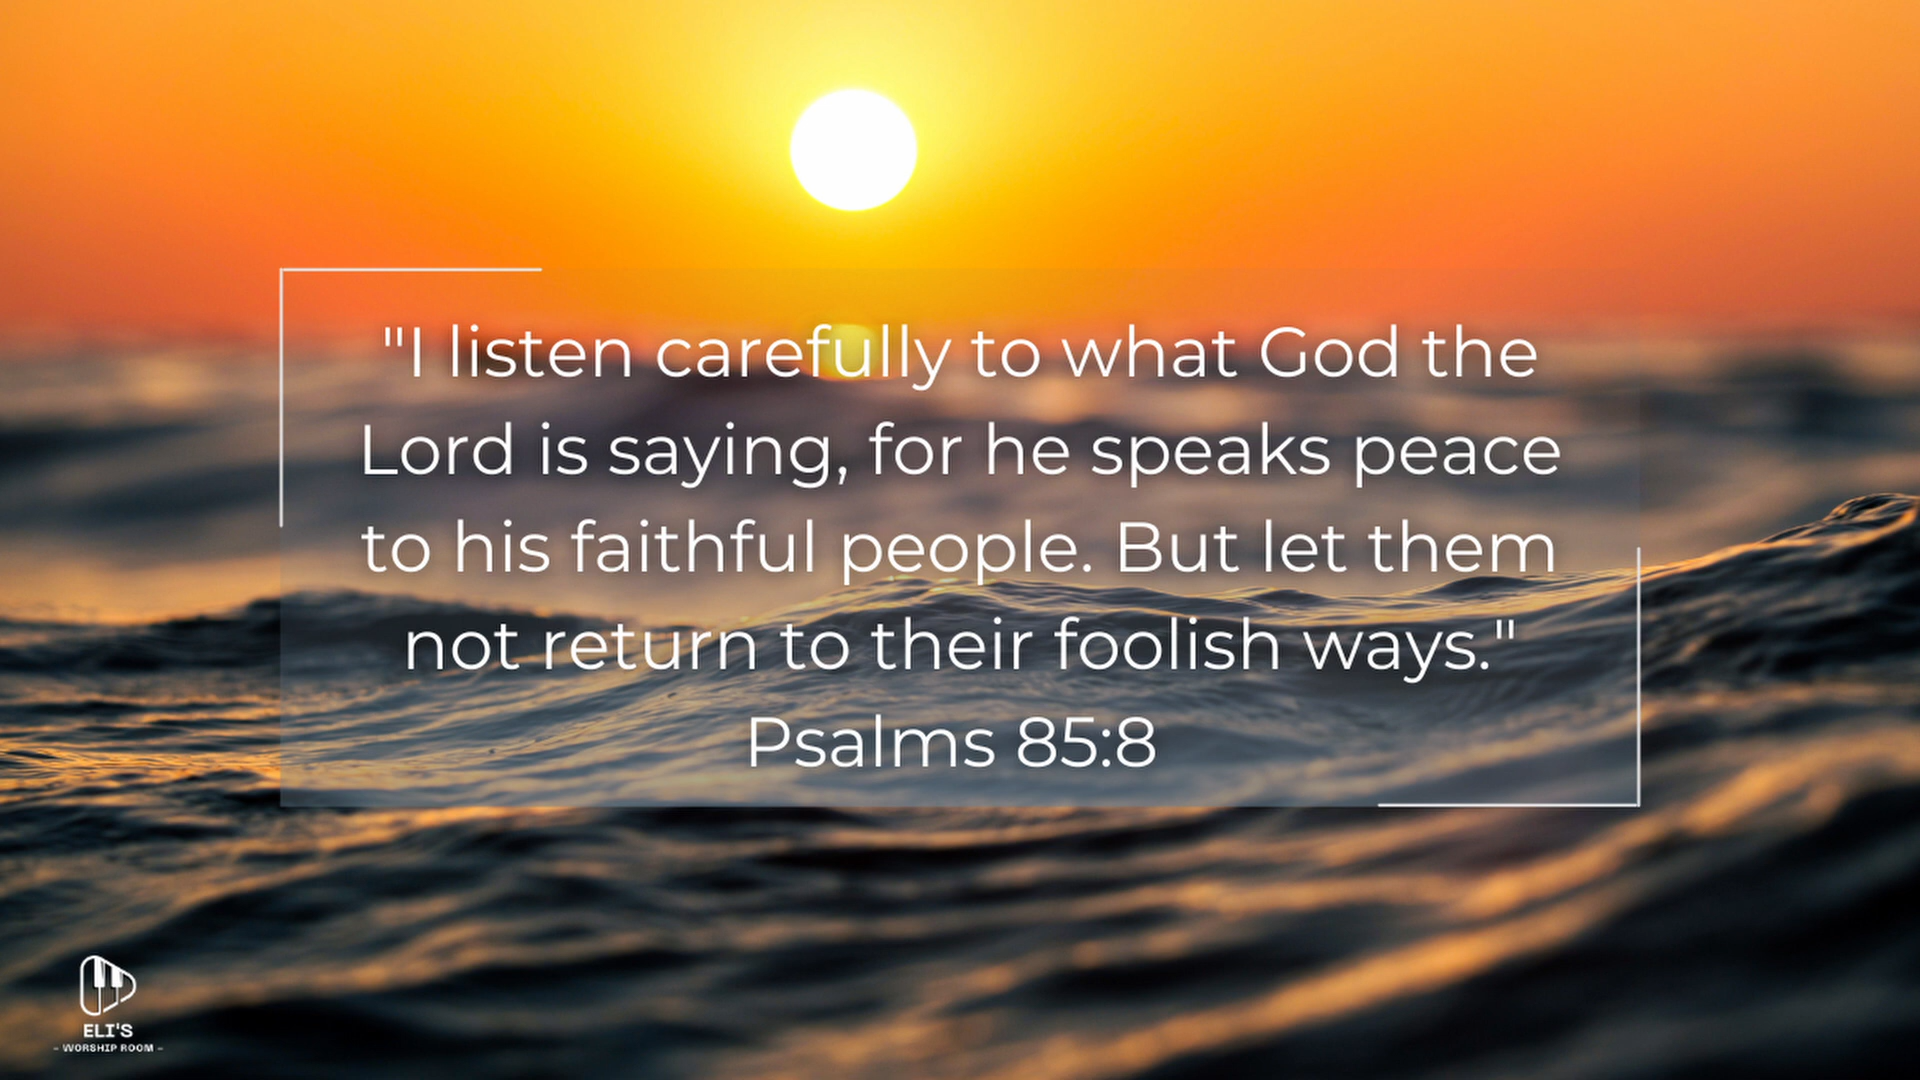 "I listen carefully to what God the
Lord is saying, for he speaks peace
to his faithful people. But let them
not return to their foolish ways."
Psalms 85:8
ELI'S
- WORSHIP ROOM -